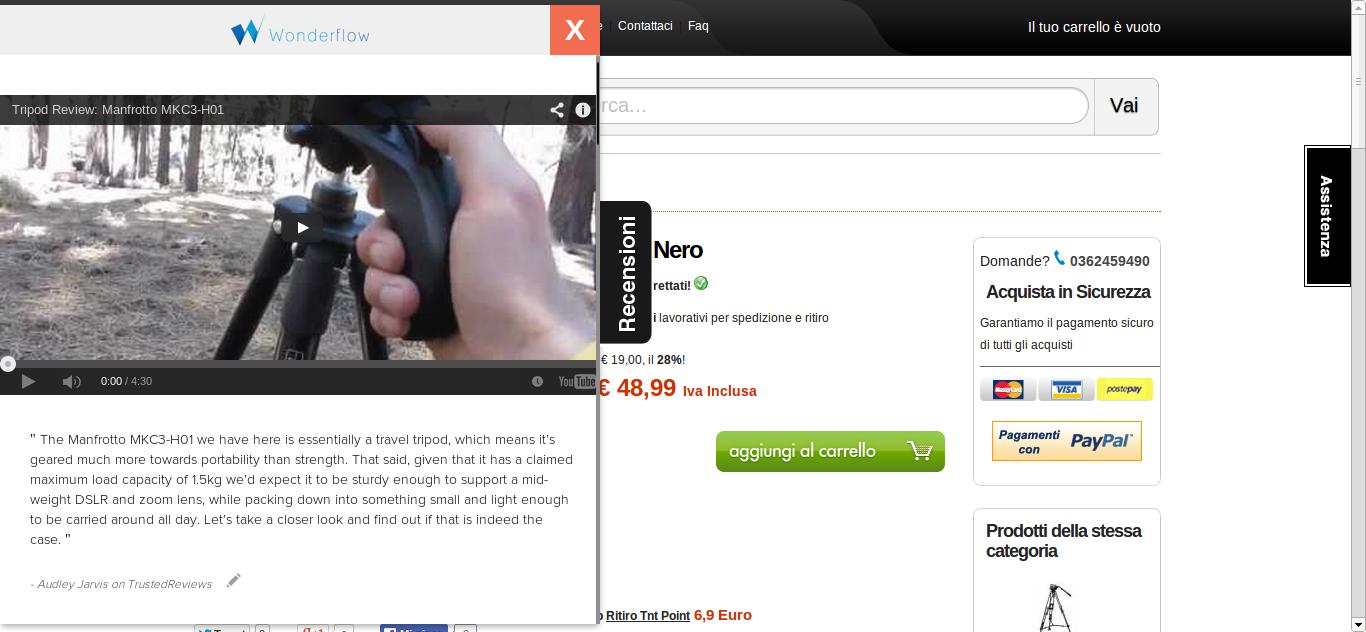 Wonderflow
X
Contattaci
Faq
Il tuo carrello è vuoto
Tripod Review: Manfrotto MKC3-H01
0:00 / 4:30
YouTube
" The Manfrotto MKC3-H01 we have here is essentially a travel tripod, which means it's
geared much more towards portability than strength. That said, given that it has a claimed
maximum load capacity of 1.5kg we'd expect it to be sturdy enough to support a mid-
weight DSLR and zoom lens, while packing down into something small and light enough
to be carried around all day. Let's take a closer look and find out if that is indeed the
case. "
- Audley Jarvis on TrustedReviews
rca...
Vai
Assistenza
Recensioni
Nero
rettati!
i lavorativi per spedizione e ritiro
€ 19,00, il 28%!
€ 48,99 Iva Inclusa
aggiungi al carrello
o Ritiro Tnt Point 6,9 Euro
Domande? 0362459490
Acquista in Sicurezza
Garantiamo il pagamento sicuro
di tutti gli acquisti
MasterCard
VISA
postepay
Pagamenti
con
PayPal
Prodotti della stessa
categoria